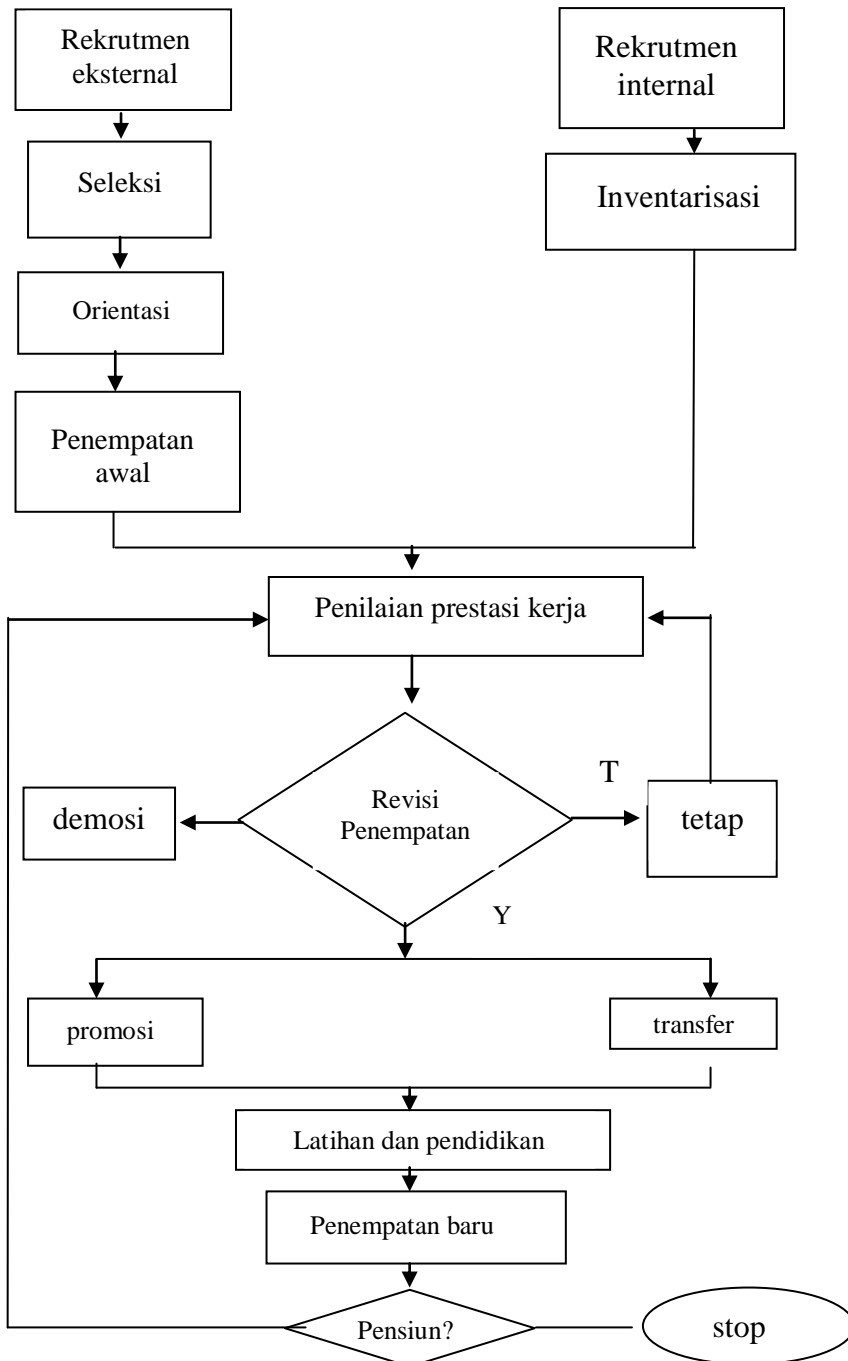 Rekrutmen
eksternal
Rekrutmen
internal
Seleksi
Inventarisasi
Orientasi
Penempatan
awal
Penilaian prestasi kerja
T
Revisi
Penempatan
demosi
tetap
Y
promosi
transfer
Latihan dan pendidikan
Penempatan baru
Pensiun?
stop